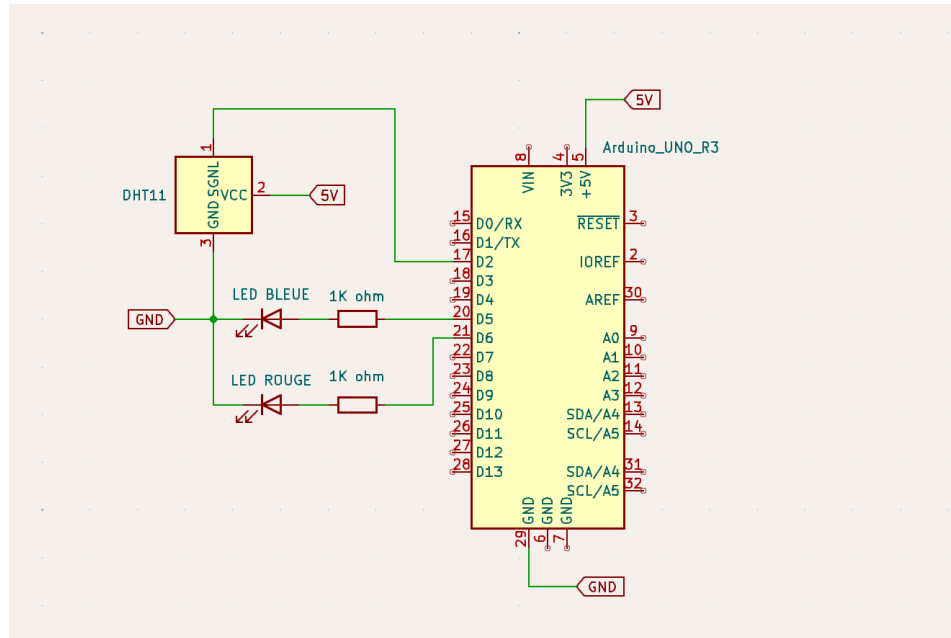 5V
Arduino_UNO_R3
8
4
5
VIN
3V3
+5V
1
DHT11
SGNL
VCC
GND
2
5V
3
15
D0/RX
RESET
3
16
D1/TX
17
D2
IOREF
2
18
D3
19
D4
AREF
30
LED BLEUE
1K ohm
GND
20
D5
21
D6
A0
9
22
D7
A1
10
23
D8
A2
11
24
D9
A3
12
LED ROUGE
1K ohm
25
D10
SDA/A4
13
26
D11
SCL/A5
14
27
D12
28
D13
SDA/A4
31
SCL/A5
32
GND
GND
GND
29
6
7
GND